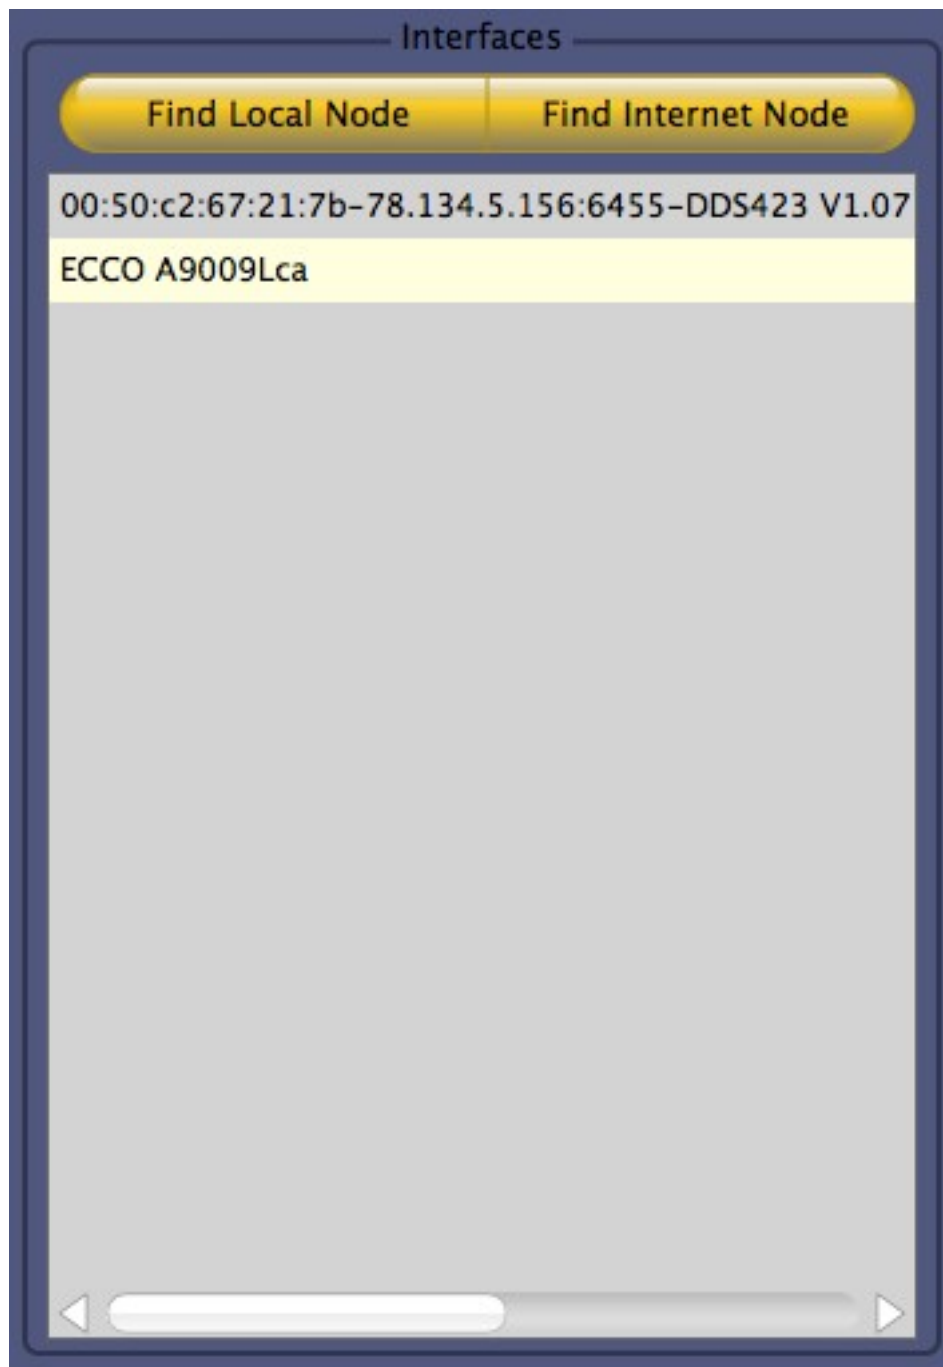 Interfaces
Find Local Node Find Internet Node
00:50:c2:67:21:7b-78.134.5.156:6455-DDS423 V1.07
ECCO A9009Lca